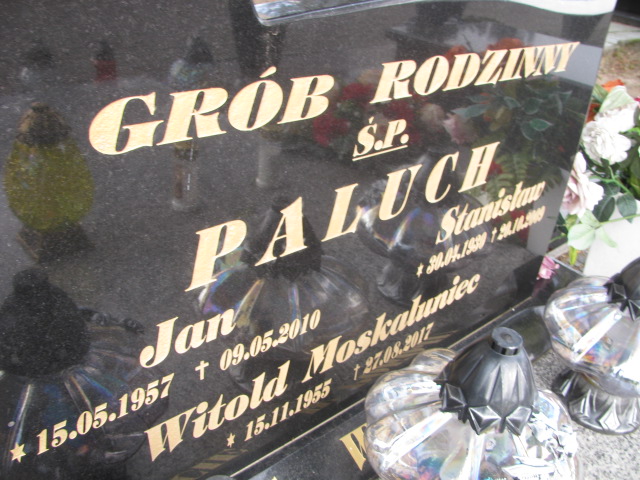 GRÓB RODZINNY
Ś.P.
PALUCH
Stanisław
* 30.04.1930 † 20.10.2009
Jan
* 15.05.1957 † 09.05.2010
Witold Moskaluniec
* 15.11.1955 † 27.08.2017